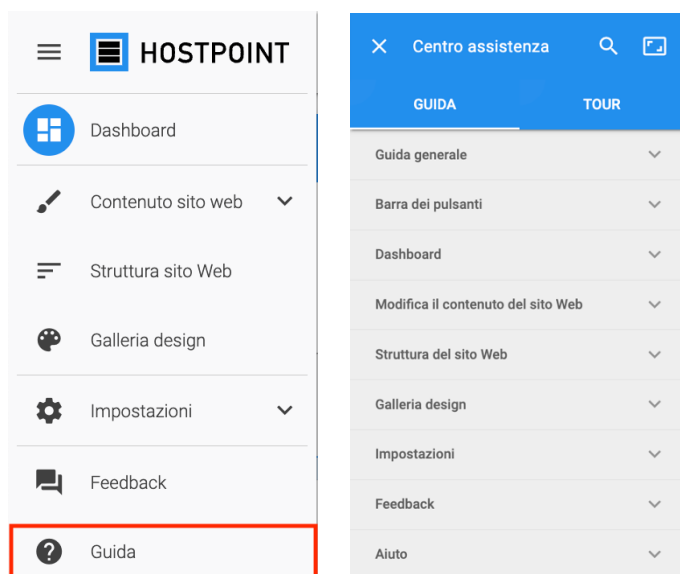 HOSTPOINT
Dashboard
Contenuto sito web
Struttura sito Web
Galleria design
Impostazioni
Feedback
Guida
Centro assistenza
GUIDA TOUR
Guida generale
Barra dei pulsanti
Dashboard
Modifica il contenuto del sito Web
Struttura del sito Web
Galleria design
Impostazioni
Feedback
Aiuto